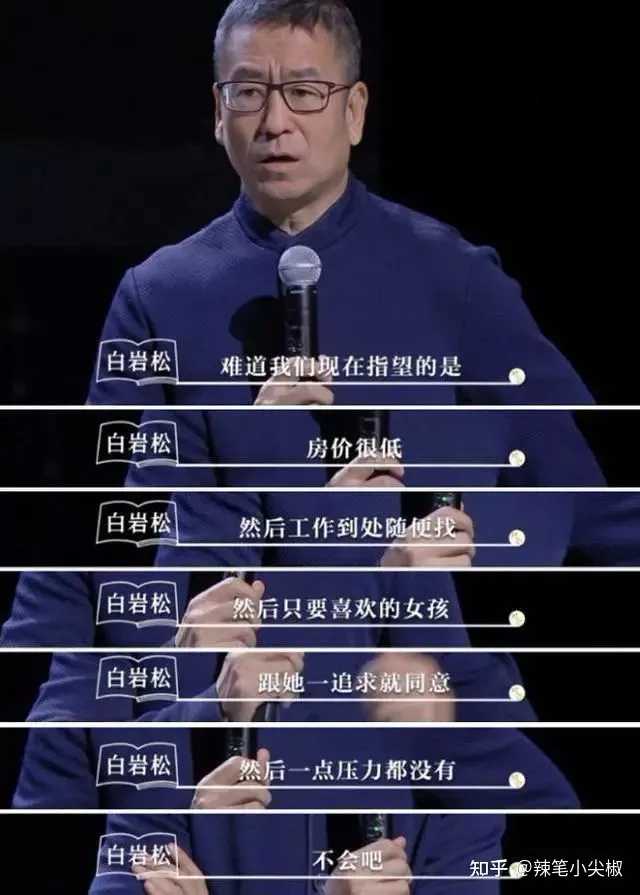 白岩松
难道我们现在指望的是
白岩松
房价很低
白岩松
然后工作到处随便找
白岩松
然后只要喜欢的女孩
白岩松
跟她一追求就同意
白岩松
然后一点压力都没有
白岩松
不会吧
知乎 @辣笔小尖椒